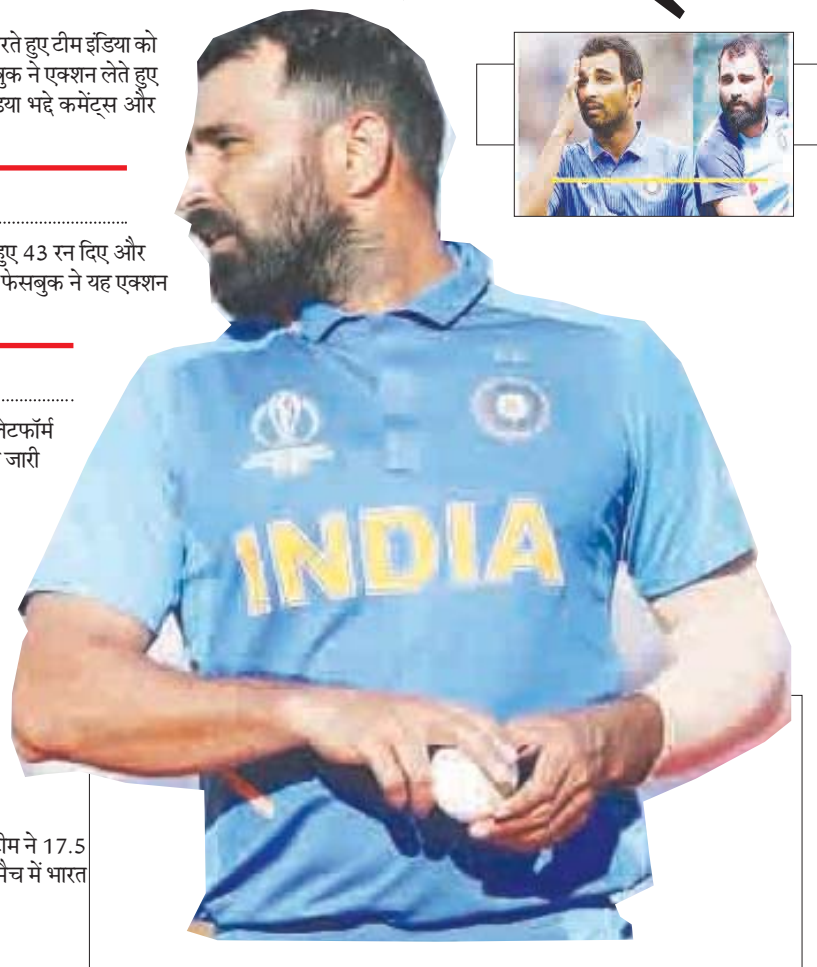 रते हुए टीम इंडिया को
बुक ने एक्शन लेते हुए
डिया भद्दे कमेंट्स और
हुए 43 रन दिए और
फेसबुक ने यह एक्शन
लेटफॉर्म
जारी
INDIA
टीम ने 17.5
मैच में भारत